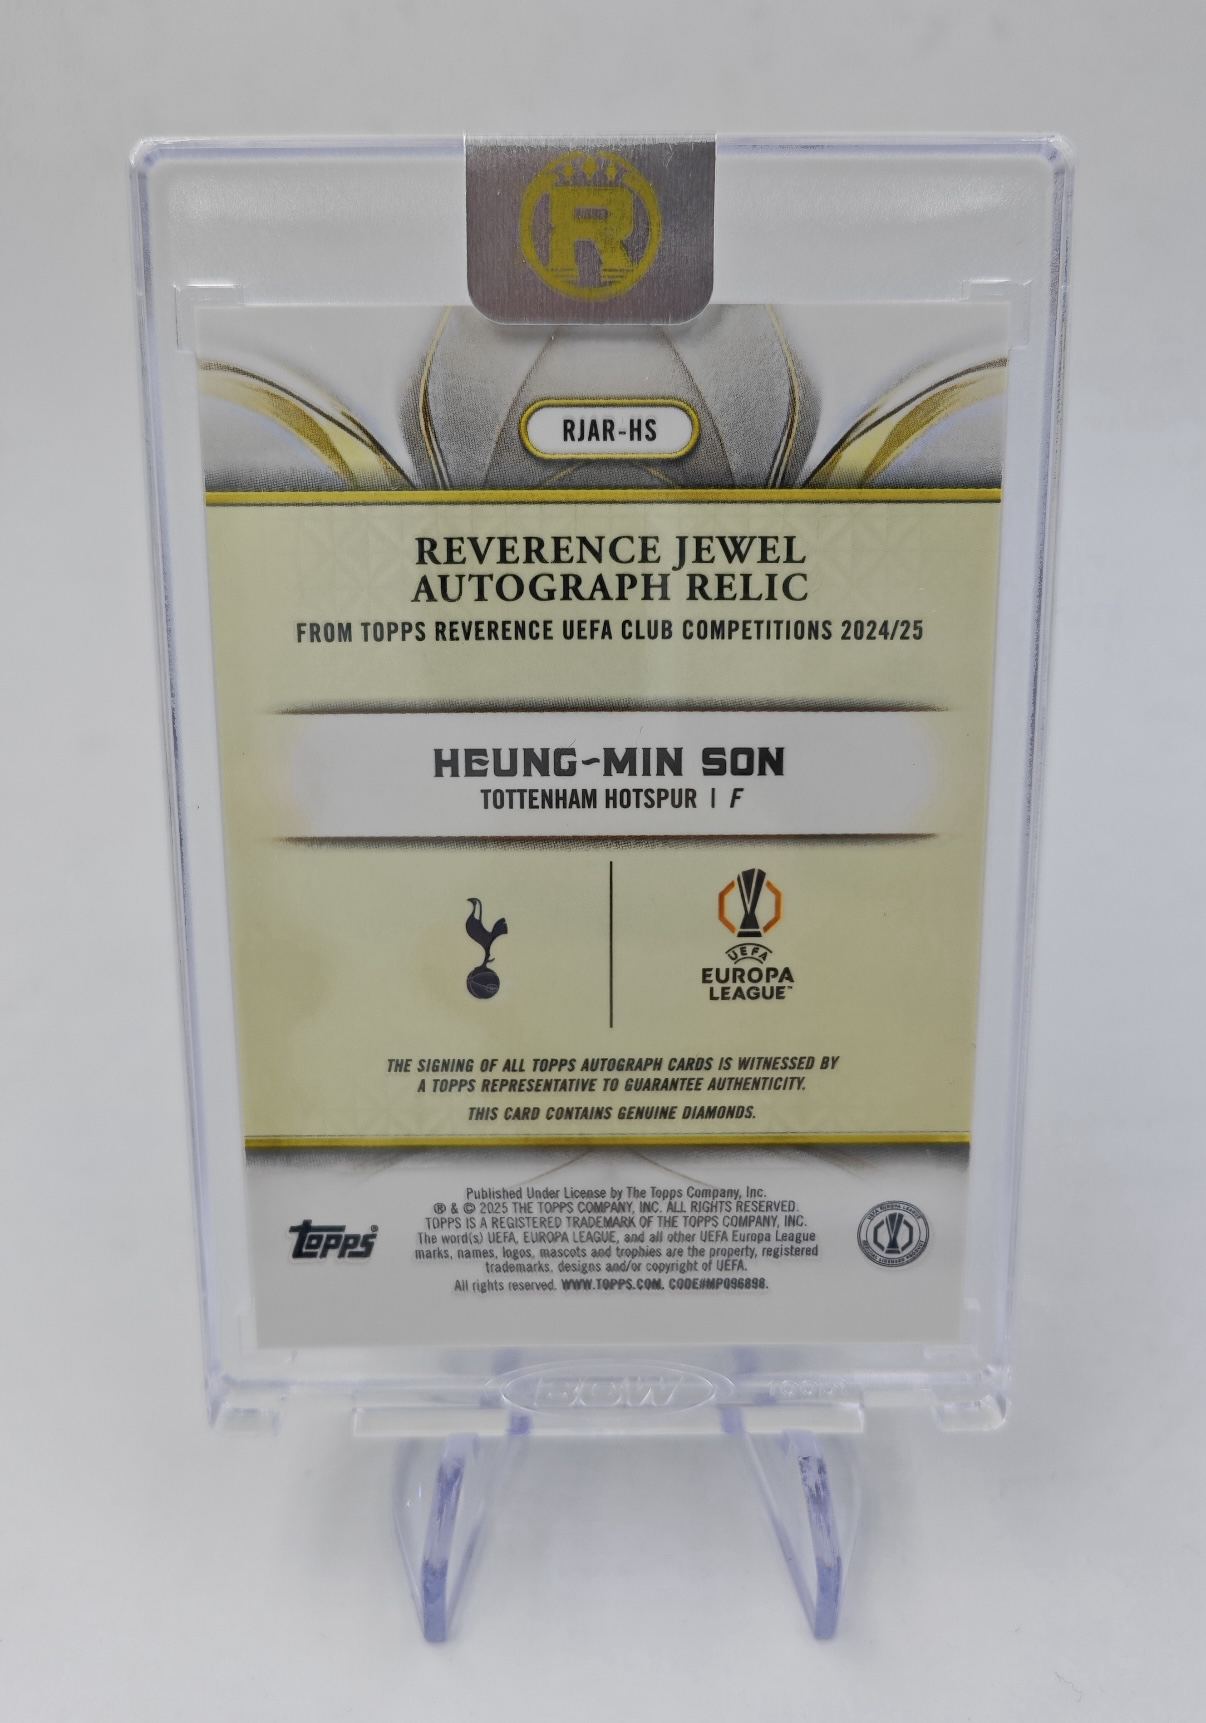 R
RJAR-HS
REVERENCE JEWEL
AUTOGRAPH RELIC
FROM TOPPS REVERENCE UEFA CLUB COMPETITIONS 2024/25
HEUNG-MIN SON
TOTTENHAM HOTSPUR | F
UEFA
EUROPA
LEAGUE™
THE SIGNING OF ALL TOPPS AUTOGRAPH CARDS IS WITNESSED BY
A TOPPS REPRESENTATIVE TO GUARANTEE AUTHENTICITY.
THIS CARD CONTAINS GENUINE DIAMONDS.
Published Under License by The Topps Company, Inc.
® & © 2025 THE TOPPS COMPANY, INC. ALL RIGHTS RESERVED.
TOPPS IS A REGISTERED TRADEMARK OF THE TOPPS COMPANY, INC.
The word(s) UEFA, EUROPA LEAGUE, and all other UEFA Europa League
marks, names, logos, mascots and trophies are the property, registered
trademarks, designs and/or copyright of UEFA.
All rights reserved. WWW.TOPPS.COM. CODE#MP096898.
topps®